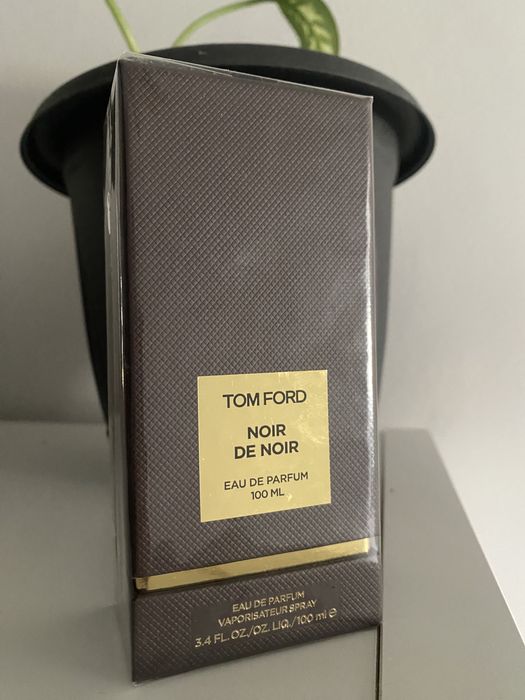 TOM FORD
NOIR
DE NOIR
EAU DE PARFUM
100 ML
EAU DE PARFUM
VAPORISATEUR SPRAY
3.4 FL.OZ./OZ. LIQ./100 ml ℮